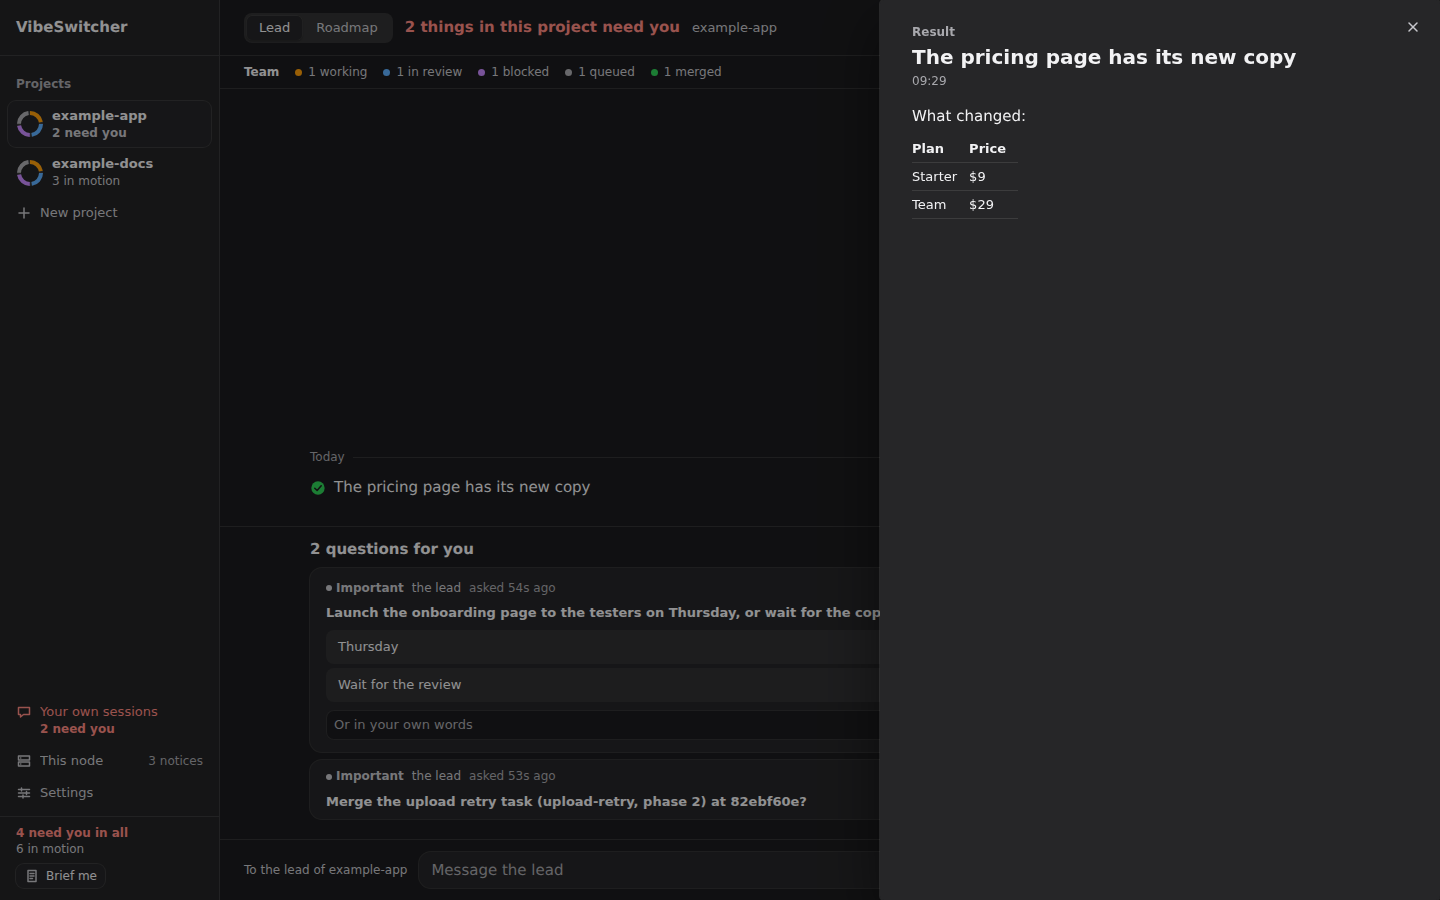 VibeSwitcher
Projects
example-app
2 need you
example-docs
3 in motion
New project
Your own sessions
2 need you
This node 3 notices
Settings
4 need you in all
6 in motion
Brief me
Lead Roadmap 2 things in this project need you example-app
Team 1 working 1 in review 1 blocked 1 queued 1 merged
Today
The pricing page has its new copy
2 questions for you
Important the lead asked 54s ago
Launch the onboarding page to the testers on Thursday, or wait for the cop
Thursday
Wait for the review
Or in your own words
Important the lead asked 53s ago
Merge the upload retry task (upload-retry, phase 2) at 82ebf60e?
To the lead of example-app Message the lead
Result
The pricing page has its new copy
09:29
What changed:
Plan Price
Starter $9
Team $29